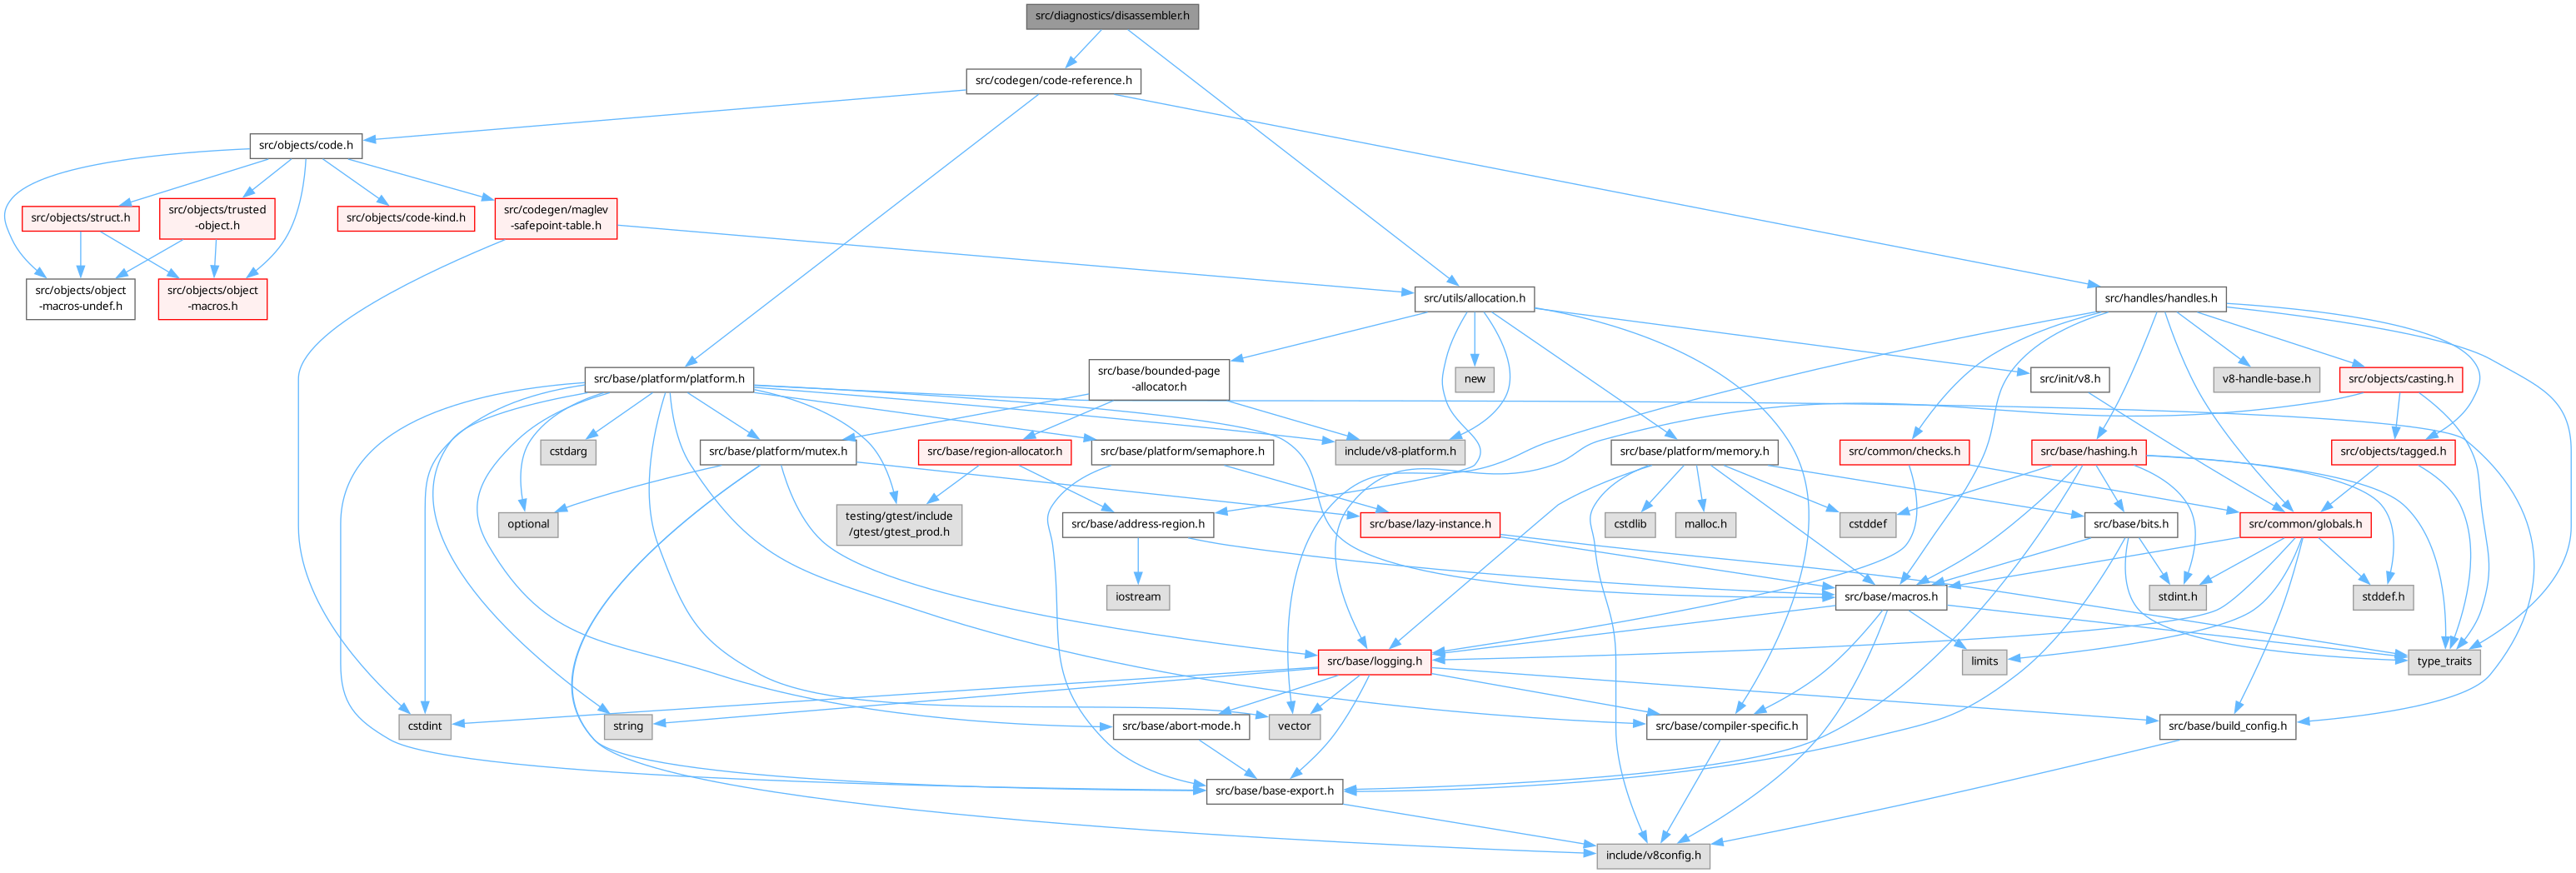 src/diagnostics/disassembler.h
src/codegen/code-reference.h
src/objects/code.h
src/objects/struct.h
src/objects/trusted
-object.h
src/objects/code-kind.h
src/codegen/maglev
-safepoint-table.h
src/objects/object
-macros-undef.h
src/objects/object
-macros.h
src/utils/allocation.h
src/handles/handles.h
src/base/platform/platform.h
src/base/bounded-page
-allocator.h
new
src/init/v8.h
v8-handle-base.h
src/objects/casting.h
cstdarg
src/base/platform/mutex.h
src/base/region-allocator.h
src/base/platform/semaphore.h
include/v8-platform.h
src/base/platform/memory.h
src/common/checks.h
src/base/hashing.h
src/objects/tagged.h
optional
testing/gtest/include
/gtest/gtest_prod.h
src/base/address-region.h
src/base/lazy-instance.h
cstdlib
malloc.h
cstddef
src/base/bits.h
src/common/globals.h
iostream
src/base/macros.h
stdint.h
stddef.h
src/base/logging.h
limits
type_traits
cstdint
string
src/base/abort-mode.h
vector
src/base/compiler-specific.h
src/base/build_config.h
src/base/base-export.h
include/v8config.h